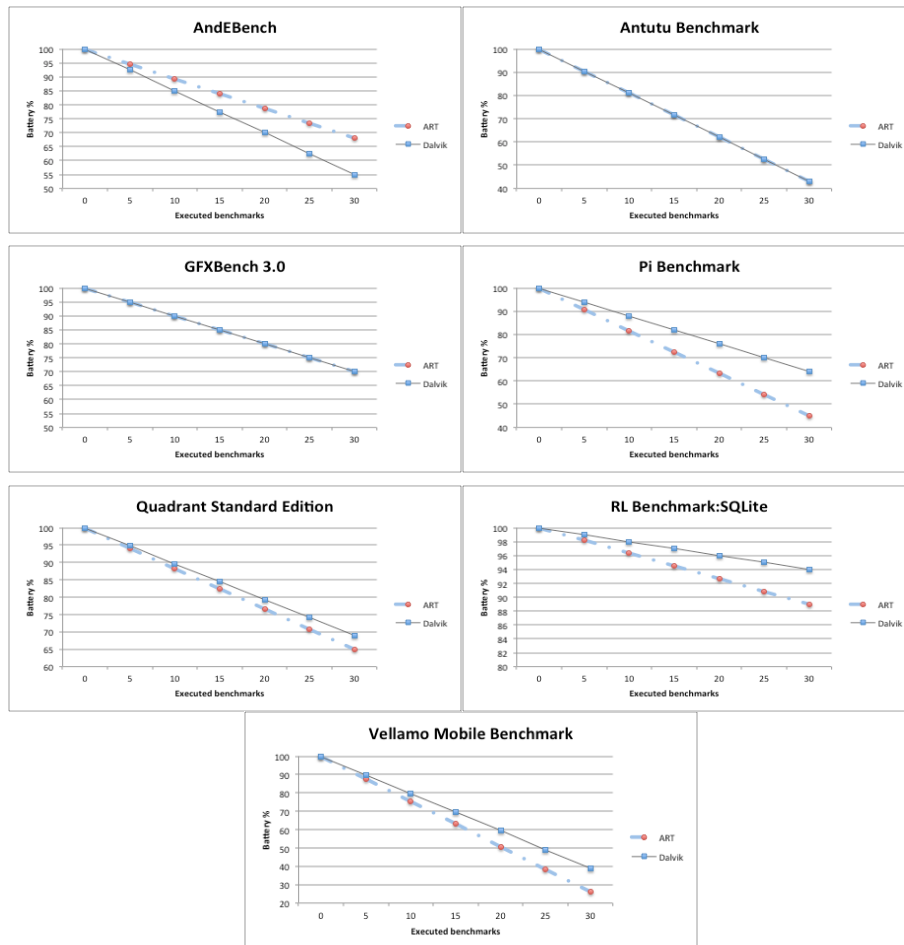 AndEBench
100
95
90
85
80
75
70
65
60
55
50
Battery %
0 5 10 15 20 25 30
Executed benchmarks
ART
Dalvik
Antutu Benchmark
100
90
80
70
60
50
40
Battery %
0 5 10 15 20 25 30
Executed benchmarks
ART
Dalvik
GFXBench 3.0
100
95
90
85
80
75
70
65
60
55
50
Battery %
0 5 10 15 20 25 30
Executed benchmarks
ART
Dalvik
Pi Benchmark
100
90
80
70
60
50
40
Battery %
0 5 10 15 20 25 30
Executed benchmarks
ART
Dalvik
Quadrant Standard Edition
100
95
90
85
80
75
70
65
60
Battery %
0 5 10 15 20 25 30
Executed benchmarks
ART
Dalvik
RL Benchmark:SQLite
100
98
96
94
92
90
88
86
84
82
80
Battery %
0 5 10 15 20 25 30
Executed benchmarks
ART
Dalvik
Vellamo Mobile Benchmark
100
90
80
70
60
50
40
30
20
Battery %
0 5 10 15 20 25 30
Executed benchmarks
ART
Dalvik